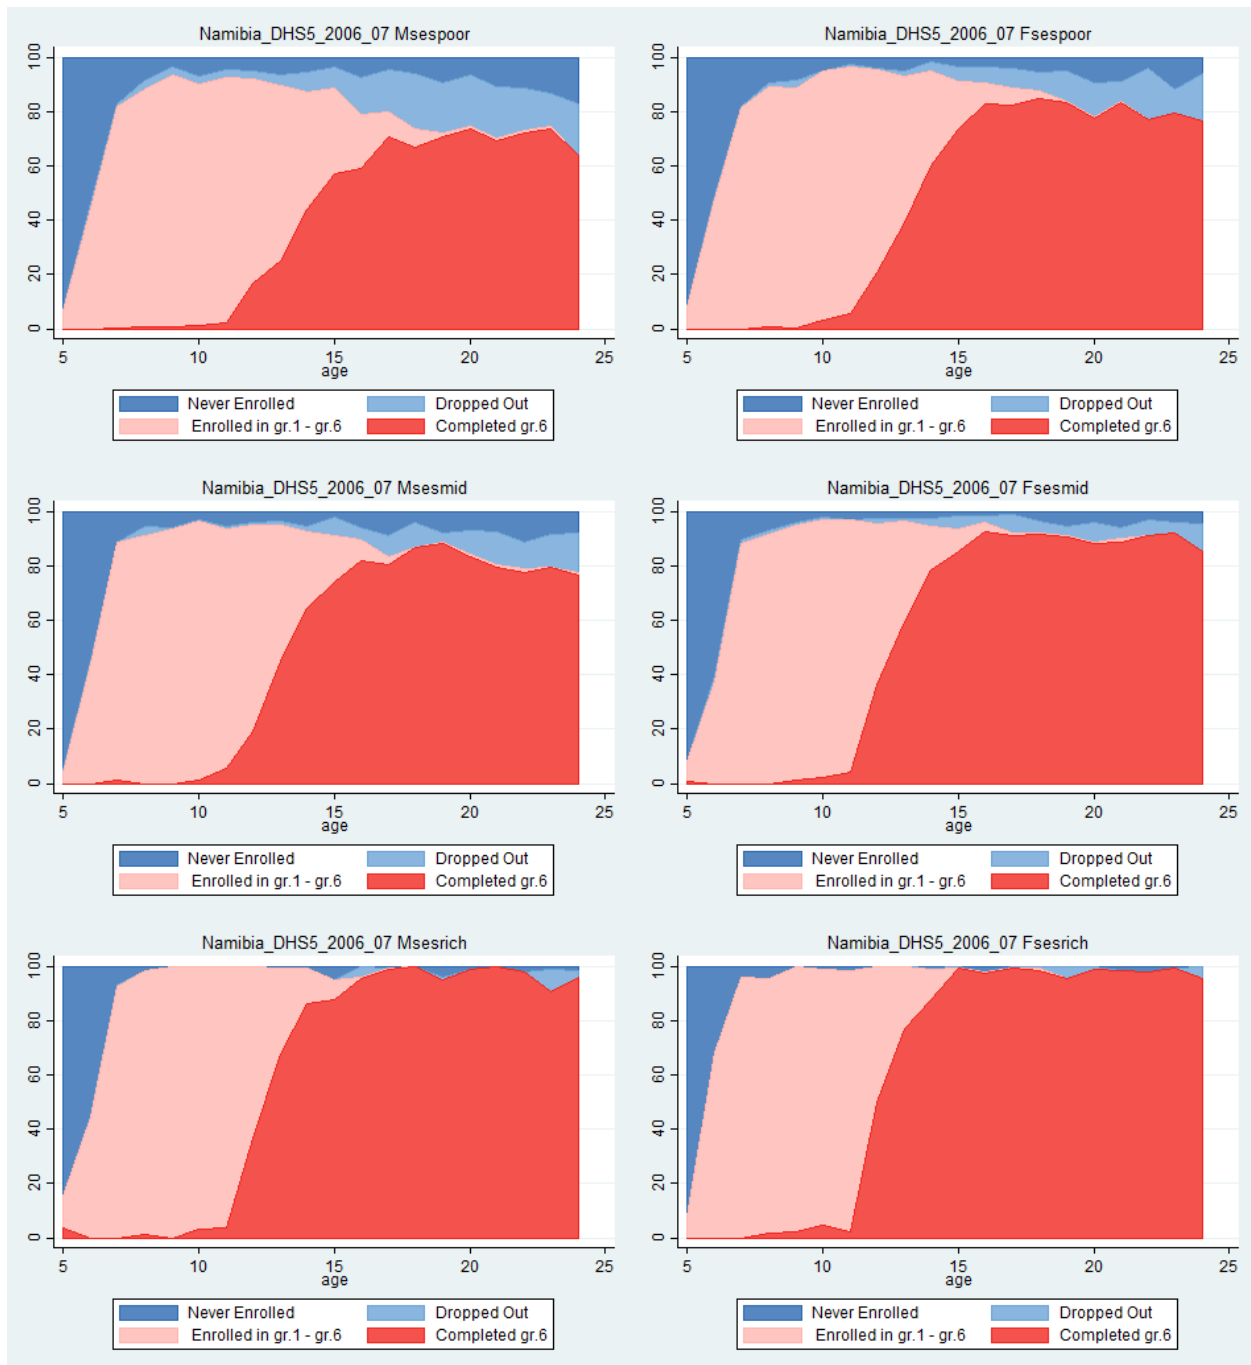 Namibia_DHS5_2006_07 Msespoor
100
80
60
40
20
0
5 10 15 20 25
age
Never Enrolled Dropped Out
Enrolled in gr.1 - gr.6 Completed gr.6
Namibia_DHS5_2006_07 Fsespoor
100
80
60
40
20
0
5 10 15 20 25
age
Never Enrolled Dropped Out
Enrolled in gr.1 - gr.6 Completed gr.6
Namibia_DHS5_2006_07 Msesmid
100
80
60
40
20
0
5 10 15 20 25
age
Never Enrolled Dropped Out
Enrolled in gr.1 - gr.6 Completed gr.6
Namibia_DHS5_2006_07 Fsesmid
100
80
60
40
20
0
5 10 15 20 25
age
Never Enrolled Dropped Out
Enrolled in gr.1 - gr.6 Completed gr.6
Namibia_DHS5_2006_07 Msesrich
100
80
60
40
20
0
5 10 15 20 25
age
Never Enrolled Dropped Out
Enrolled in gr.1 - gr.6 Completed gr.6
Namibia_DHS5_2006_07 Fsesrich
100
80
60
40
20
0
5 10 15 20 25
age
Never Enrolled Dropped Out
Enrolled in gr.1 - gr.6 Completed gr.6